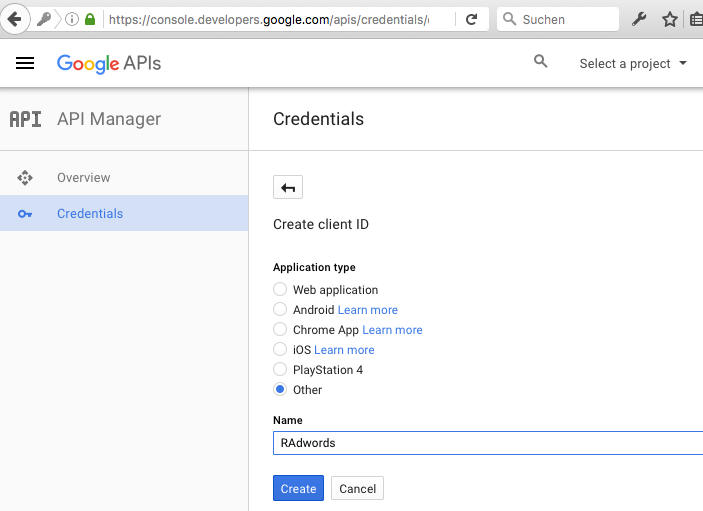 https://console.developers.google.com/apis/credentials/
Suchen
Google APIs
Select a project
API
API Manager
Credentials
Overview
Credentials
Create client ID
Application type
Web application
Android Learn more
Chrome App Learn more
iOS Learn more
PlayStation 4
Other
Name
RAdwords
Create
Cancel